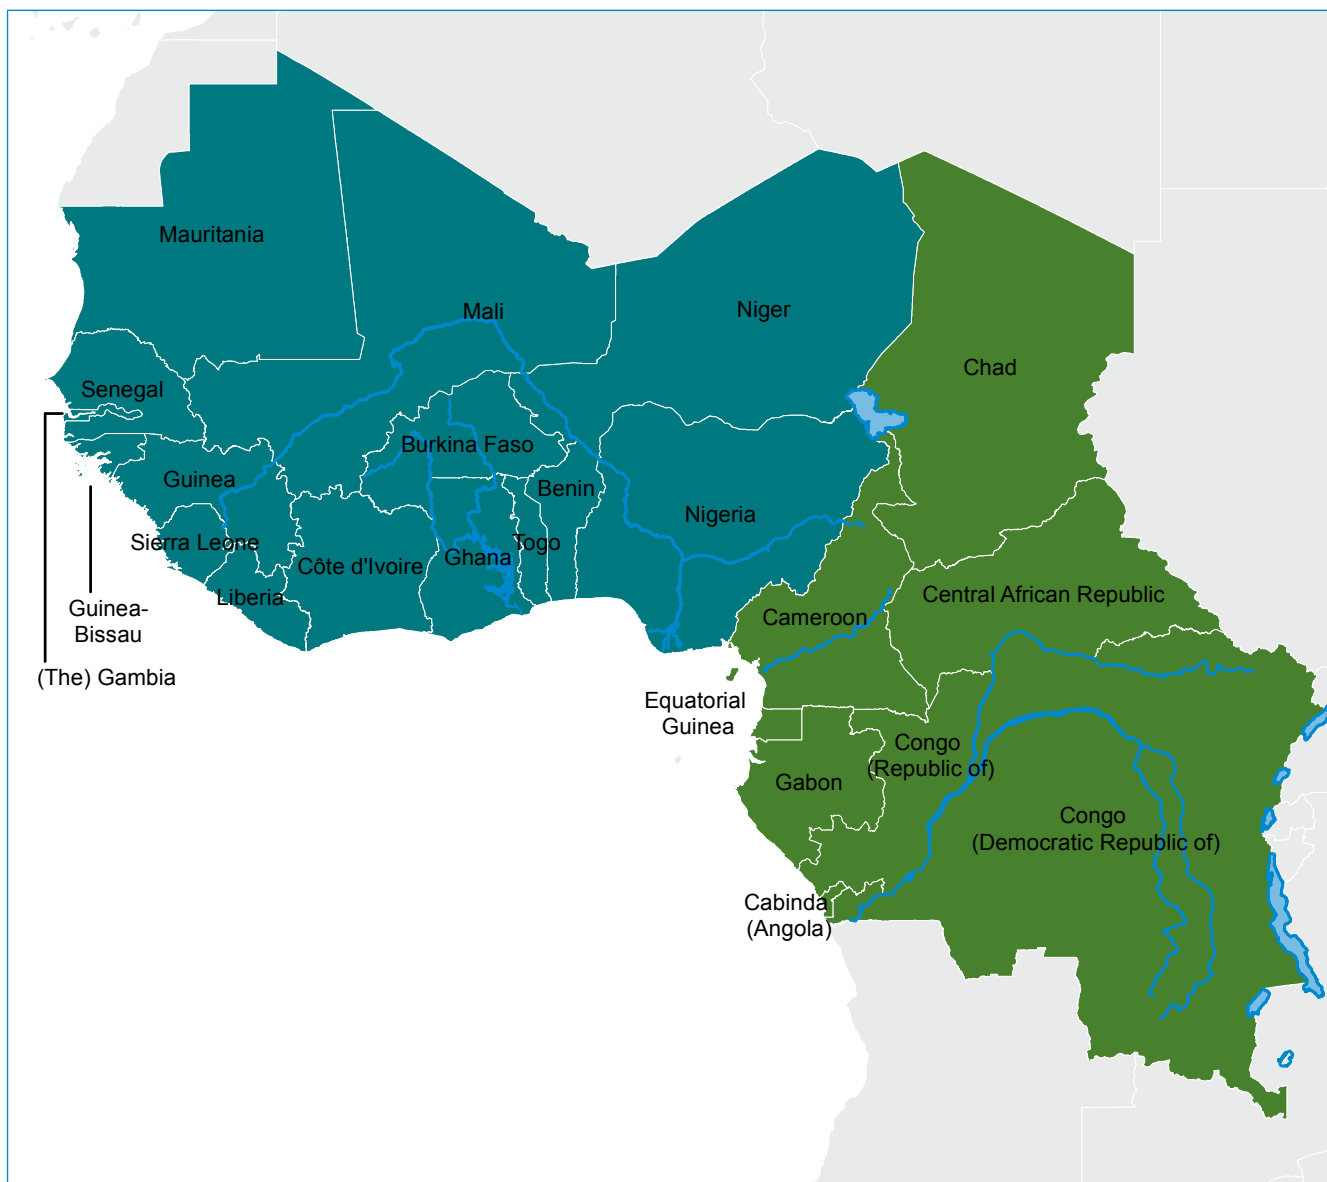 Mauritania
Mali
Niger
Chad
Senegal
Burkina Faso
Guinea
Benin
Nigeria
Sierra Leone
Côte d'Ivoire
Ghana
Togo
Liberia
Central African Republic
Cameroon
Guinea-
Bissau
(The) Gambia
Equatorial
Guinea
Congo
(Republic of)
Gabon
Congo
(Democratic Republic of)
Cabinda
(Angola)